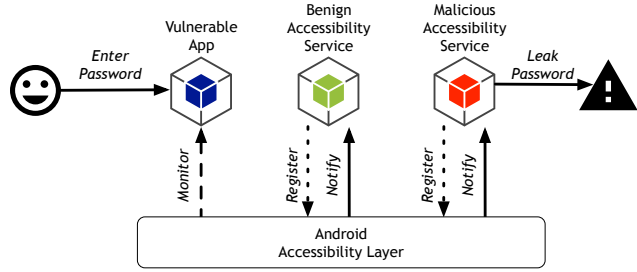 Vulnerable
App
Benign
Accessibility
Service
Malicious
Accessibility
Service
Enter
Password
Leak
Password
Monitor
Register
Notify
Register
Notify
Android
Accessibility Layer